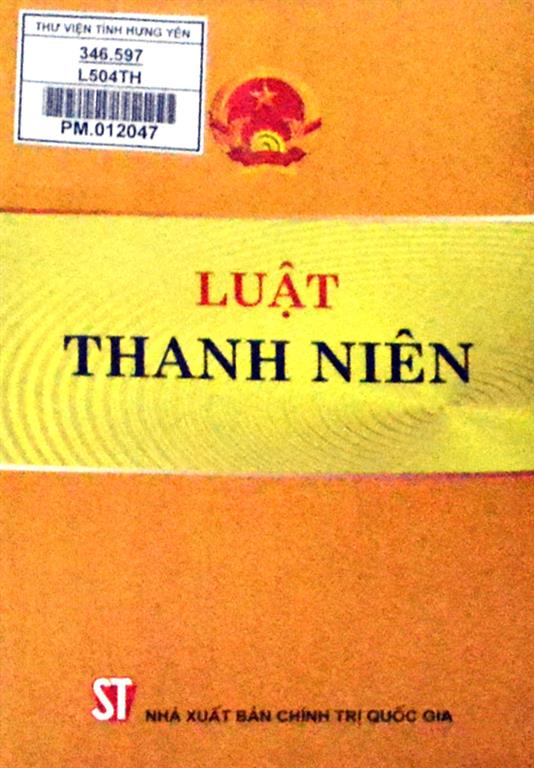 THƯ VIỆN TỈNH HƯNG YÊN
346.597
L504TH
PM.012047
LUẬT
THANH NIÊN
ST
NHÀ XUẤT BẢN CHÍNH TRỊ QUỐC GIA